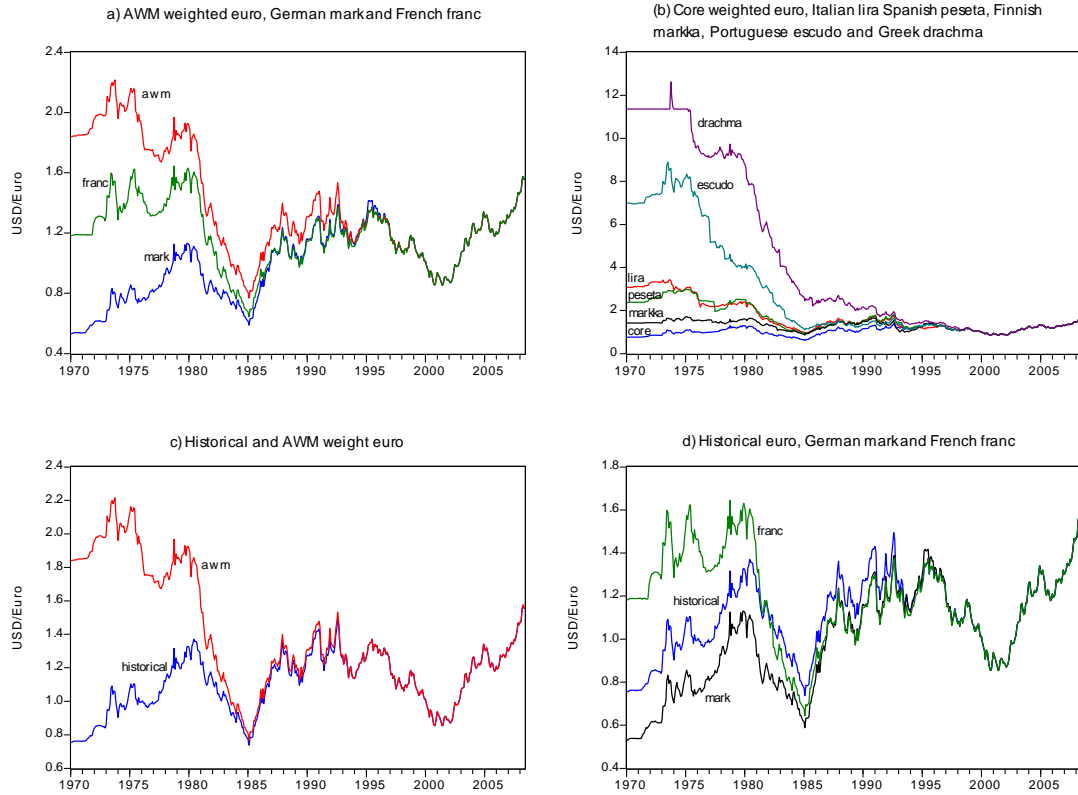 a) AWM weighted euro, German mark and French franc
2.4
2.0
1.6
1.2
0.8
0.4
USD/Euro
awm
franc
mark
1970 1975 1980 1985 1990 1995 2000 2005
(b) Core weighted euro, Italian lira Spanish peseta, Finnish
markka, Portuguese escudo and Greek drachma
14
12
10
8
6
4
2
0
USD/Euro
drachma
escudo
lira
peseta
markka
core
1970 1975 1980 1985 1990 1995 2000 2005
c) Historical and AWM weight euro
2.4
2.2
2.0
1.8
1.6
1.4
1.2
1.0
0.8
0.6
USD/Euro
awm
historical
1970 1975 1980 1985 1990 1995 2000 2005
d) Historical euro, German mark and French franc
1.8
1.6
1.4
1.2
1.0
0.8
0.6
0.4
USD/Euro
franc
historical
mark
1970 1975 1980 1985 1990 1995 2000 2005